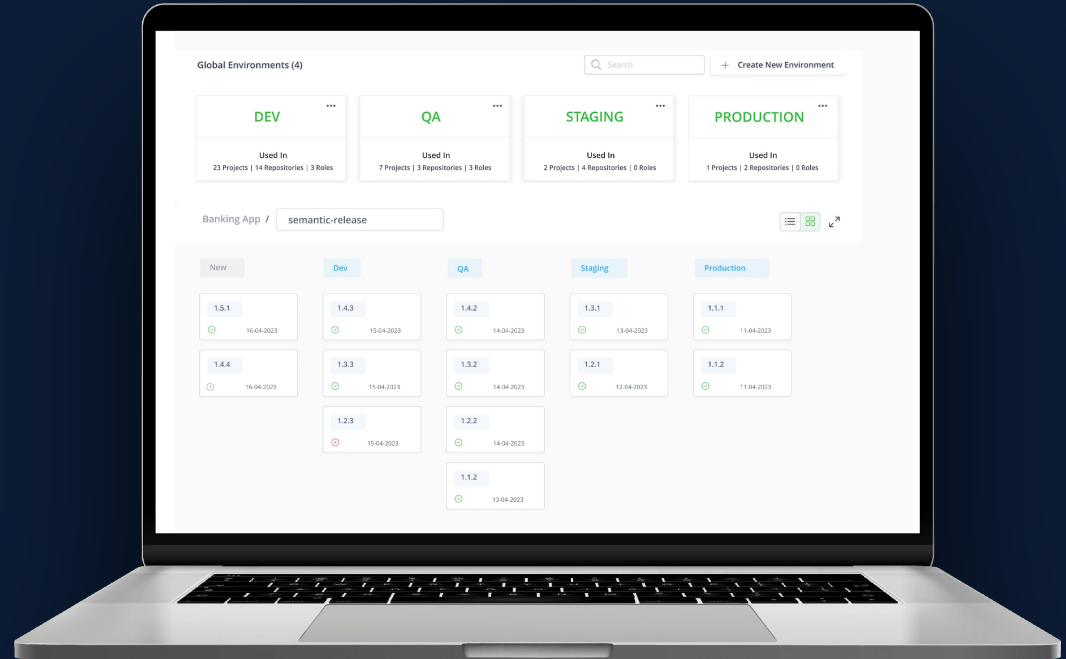 Global Environments (4)
Search
+ Create New Environment
DEV
Used In
23 Projects | 14 Repositories | 3 Roles
QA
Used In
7 Projects | 3 Repositories | 3 Roles
STAGING
Used In
2 Projects | 4 Repositories | 0 Roles
PRODUCTION
Used In
1 Projects | 2 Repositories | 0 Roles
Banking App / semantic-release
New
1.5.1
16-04-2023
1.4.4
16-04-2023
Dev
1.4.3
15-04-2023
1.3.3
15-04-2023
1.2.3
15-04-2023
QA
1.4.2
14-04-2023
1.3.2
14-04-2023
1.2.2
14-04-2023
1.1.2
13-04-2023
Staging
1.3.1
13-04-2023
1.2.1
12-04-2023
Production
1.1.1
11-04-2023
1.1.2
11-04-2023